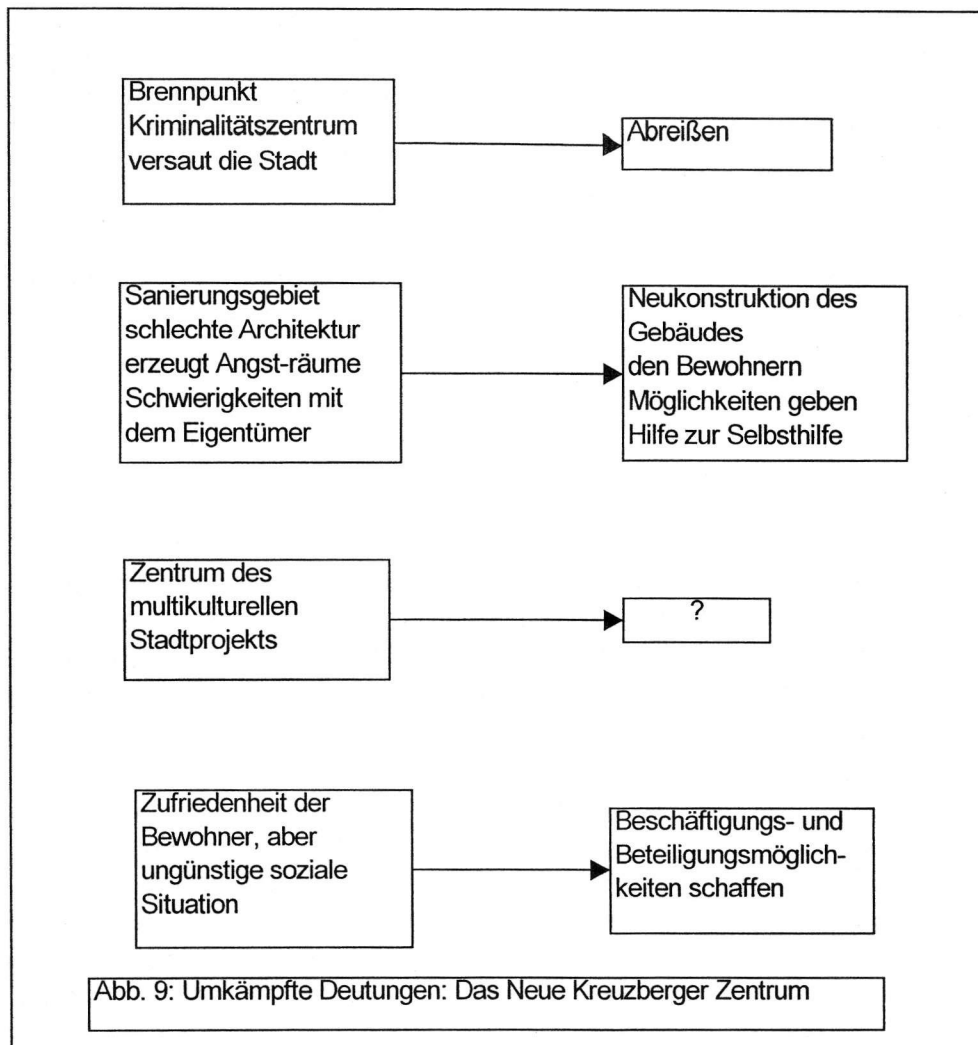 Brennpunkt
Kriminalitätszentrum
versaut die Stadt
Abreißen
Sanierungsgebiet
schlechte Architektur
erzeugt Angst-räume
Schwierigkeiten mit
dem Eigentümer
Neukonstruktion des
Gebäudes
den Bewohnern
Möglichkeiten geben
Hilfe zur Selbsthilfe
Zentrum des
multikulturellen
Stadtprojekts
?
Zufriedenheit der
Bewohner, aber
ungünstige soziale
Situation
Beschäftigungs- und
Beteiligungsmöglich-
keiten schaffen
Abb. 9: Umkämpfte Deutungen: Das Neue Kreuzberger Zentrum